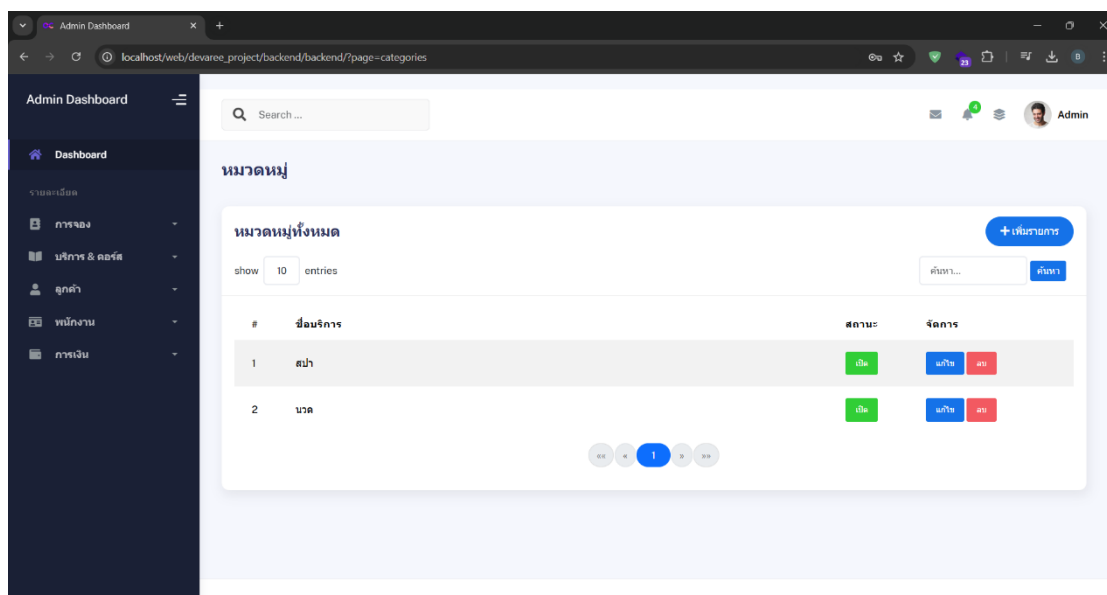 Admin Dashboard
localhost/web/devaree_project/backend/backend/?page=categories
23
B
Admin Dashboard
Search ...
4
Admin
Dashboard
รายละเอียด
การจอง
บริการ & คอร์ส
ลูกค้า
พนักงาน
การเงิน
หมวดหมู่
หมวดหมู่ทั้งหมด
+ เพิ่มรายการ
show 10 entries
ค้นหา...
ค้นหา
# ชื่อบริการ สถานะ จัดการ
1 สปา เปิด แก้ไข ลบ
2 นวด เปิด แก้ไข ลบ
«« « 1 » »»